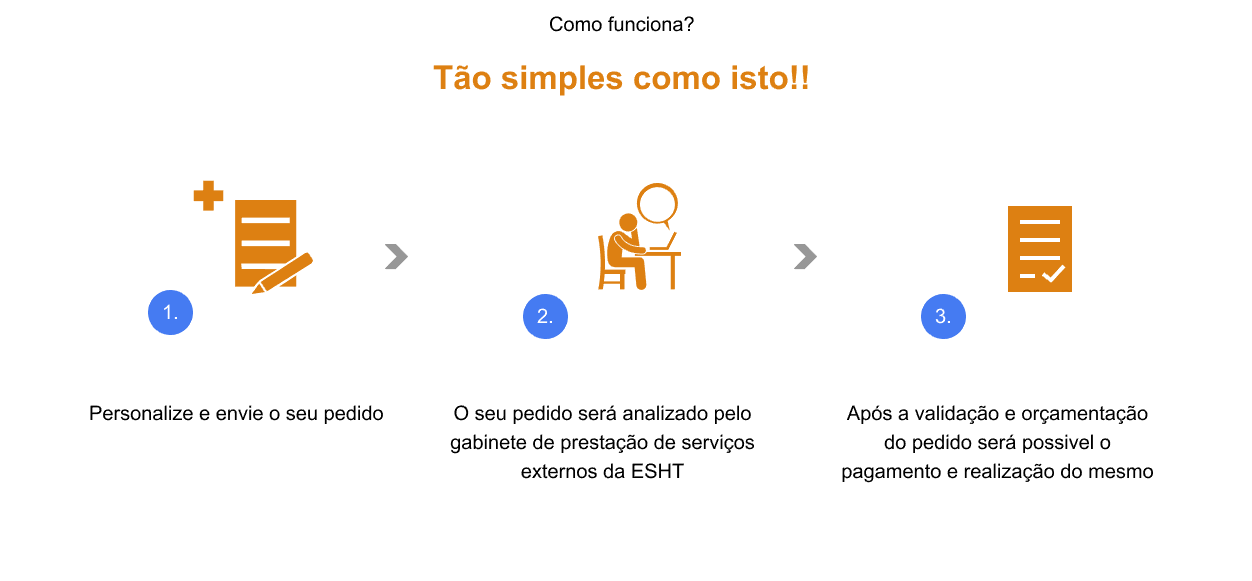 Como funciona?
Tão simples como isto!!
1.
Personalize e envie o seu pedido
2.
O seu pedido será analizado pelo
gabinete de prestação de serviços
externos da ESHT
3.
Após a validação e orçamentação
do pedido será possivel o
pagamento e realização do mesmo